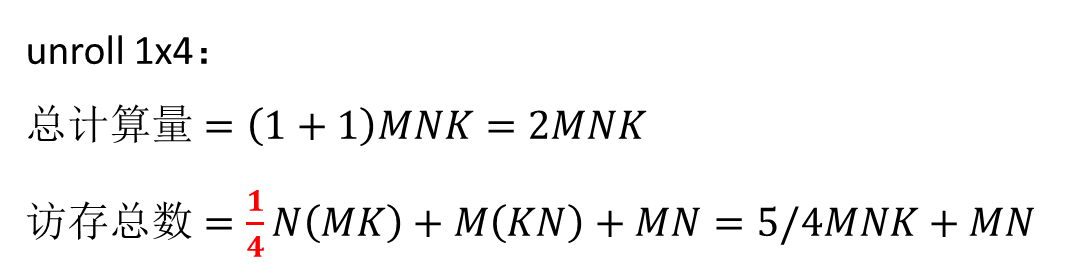 unroll 1x4：
总计算量 = (1 + 1)MNK = 2MNK
访存总数 = 1/4 N(MK) + M(KN) + MN = 5/4MNK + MN